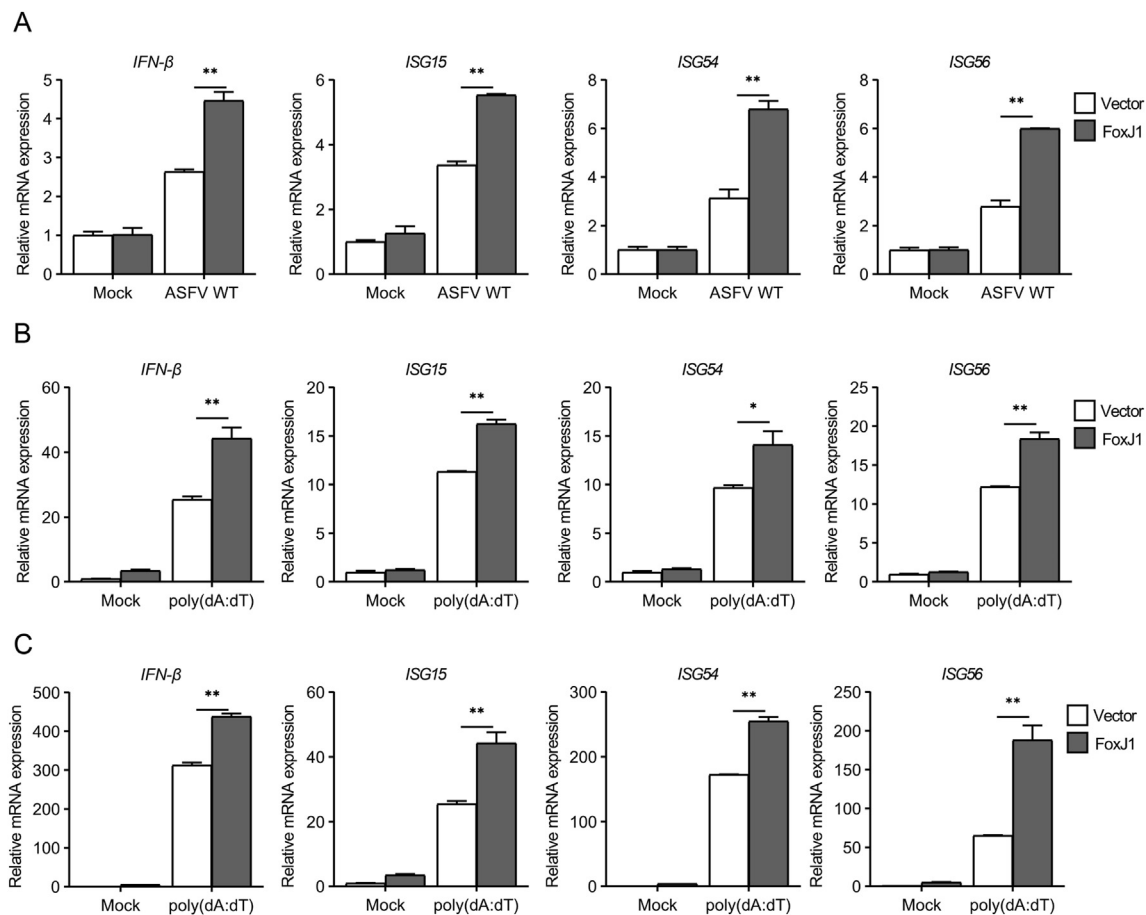 A
IFN-β
ISG15
ISG54
ISG56
Relative mRNA expression
5
4
3
2
1
0
**
Mock
ASFV WT
Relative mRNA expression
6
4
2
0
**
Mock
ASFV WT
Relative mRNA expression
8
6
4
2
0
**
Mock
ASFV WT
Relative mRNA expression
8
6
4
2
0
**
Mock
ASFV WT
Vector
FoxJ1
B
IFN-β
ISG15
ISG54
ISG56
Relative mRNA expression
60
40
20
0
**
Mock
poly(dA:dT)
Relative mRNA expression
20
15
10
5
0
**
Mock
poly(dA:dT)
Relative mRNA expression
20
15
10
5
0
*
Mock
poly(dA:dT)
Relative mRNA expression
25
20
15
10
5
0
**
Mock
poly(dA:dT)
Vector
FoxJ1
C
IFN-β
ISG15
ISG54
ISG56
Relative mRNA expression
500
400
300
200
100
0
**
Mock
poly(dA:dT)
Relative mRNA expression
60
40
20
0
**
Mock
poly(dA:dT)
Relative mRNA expression
300
200
100
0
**
Mock
poly(dA:dT)
Relative mRNA expression
250
200
150
100
50
0
**
Mock
poly(dA:dT)
Vector
FoxJ1